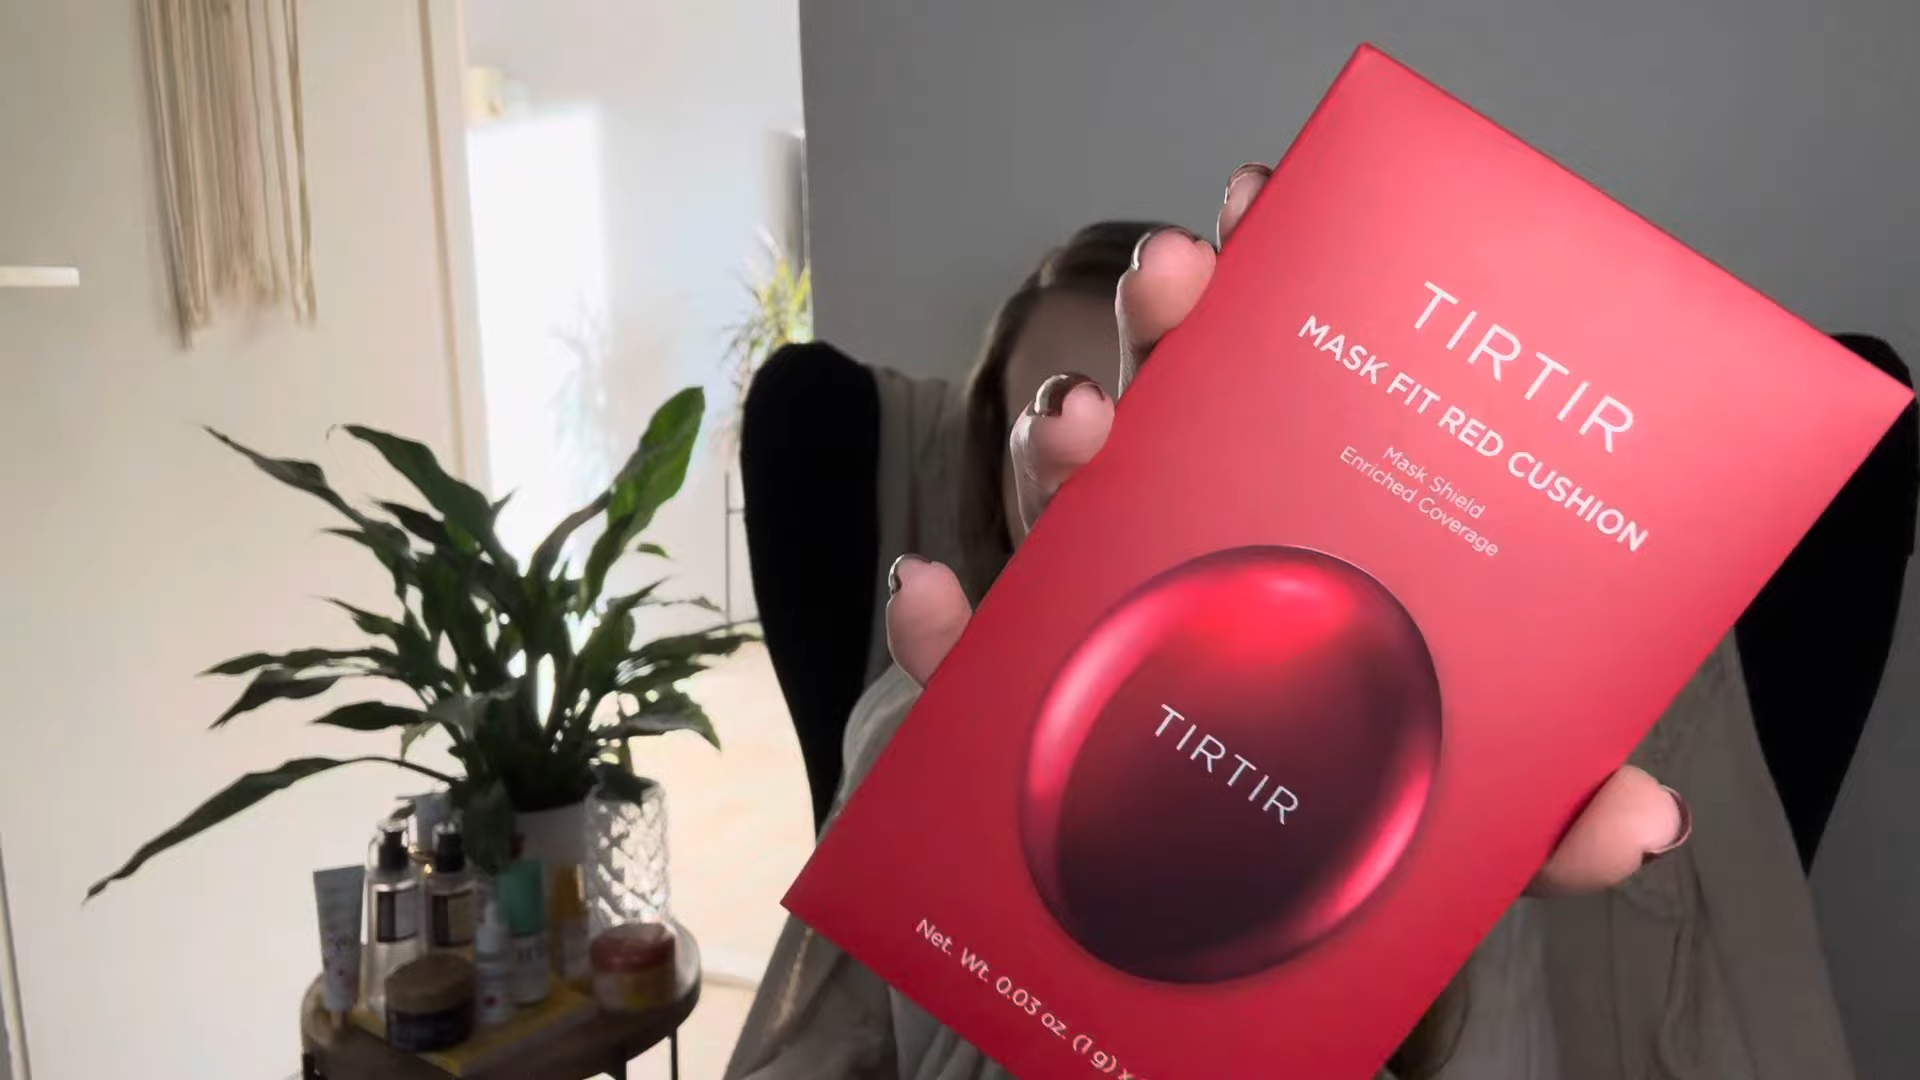 TIRTIR
MASK FIT RED CUSHION
Mask Shield
Enriched Coverage
TIRTIR
Net. Wt. 0.03 oz. (1 g) x